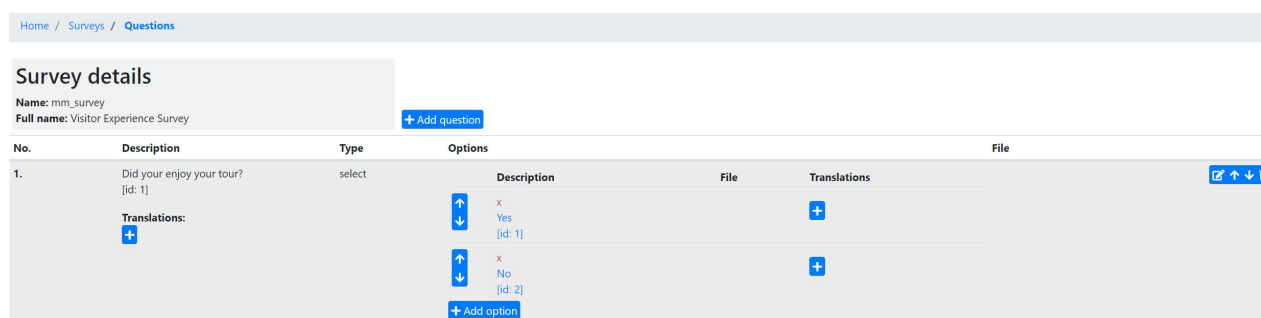 Home / Surveys / Questions
Survey details
Name: mm_survey
Full name: Visitor Experience Survey
+ Add question
No. Description Type Options File
1. Did your enjoy your tour? select Description File Translations
[id: 1]
Translations:
x
Yes
[id: 1]
x
No
[id: 2]
+ Add option